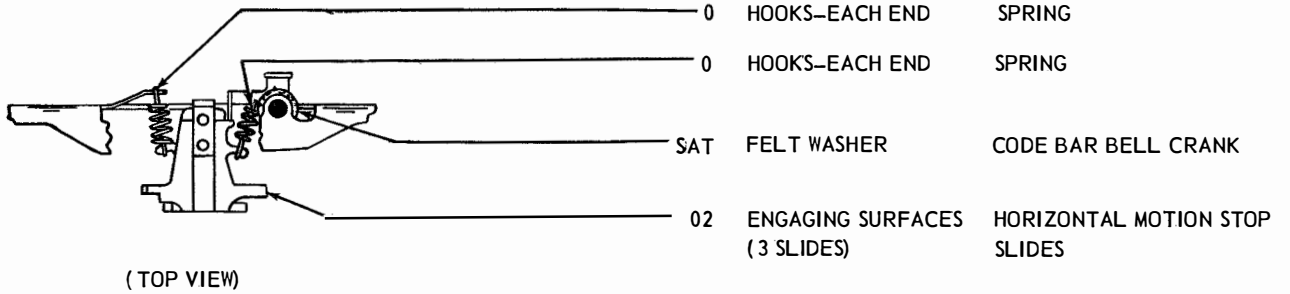 0 HOOKS–EACH END SPRING
0 HOOKS–EACH END SPRING
SAT FELT WASHER CODE BAR BELL CRANK
02 ENGAGING SURFACES HORIZONTAL MOTION STOP
(3 SLIDES) SLIDES
(TOP VIEW)